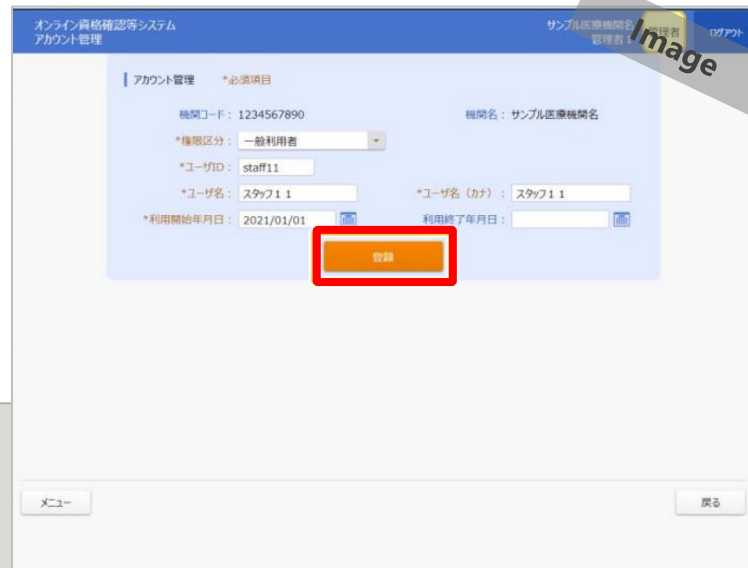 オンライン資格確認等システム
アカウント管理
サンプル医療機関名
管理者1
管理者
ログアウト
Image
アカウント管理 *必須項目
機関コード： 1234567890 機関名： サンプル医療機関名
*権限区分： 一般利用者
*ユーザID： staff11
*ユーザ名： スタッフ１１ *ユーザ名（カナ）： スタッフ１１
*利用開始年月日： 2021/01/01 利用終了年月日：
登録
メニュー 戻る